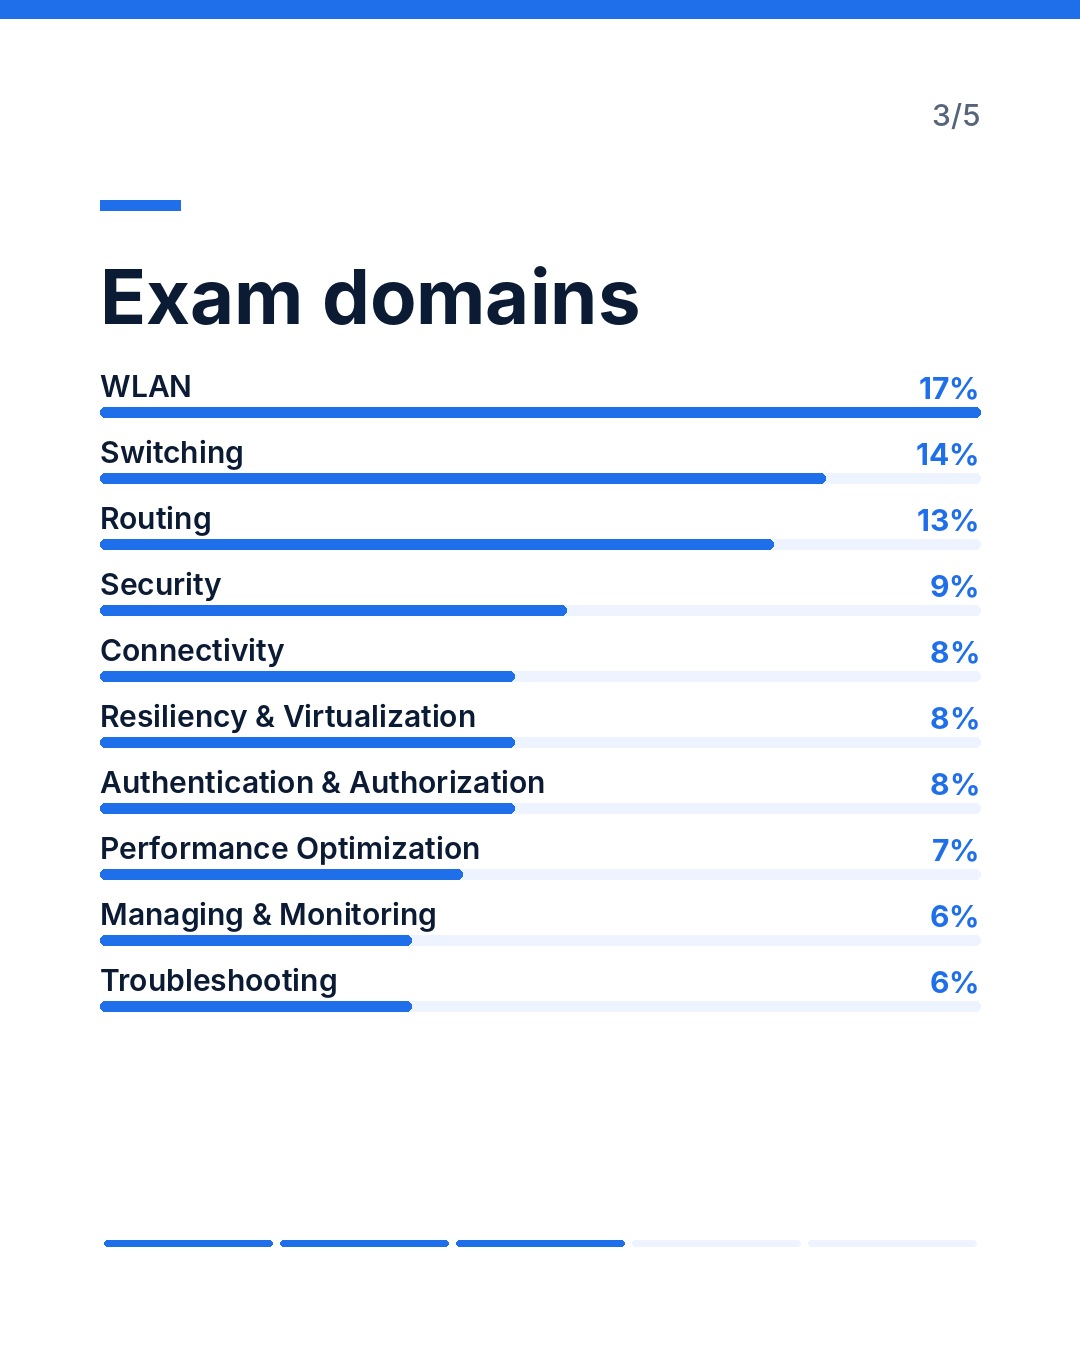 3/5
Exam domains
WLAN 17%
Switching 14%
Routing 13%
Security 9%
Connectivity 8%
Resiliency & Virtualization 8%
Authentication & Authorization 8%
Performance Optimization 7%
Managing & Monitoring 6%
Troubleshooting 6%